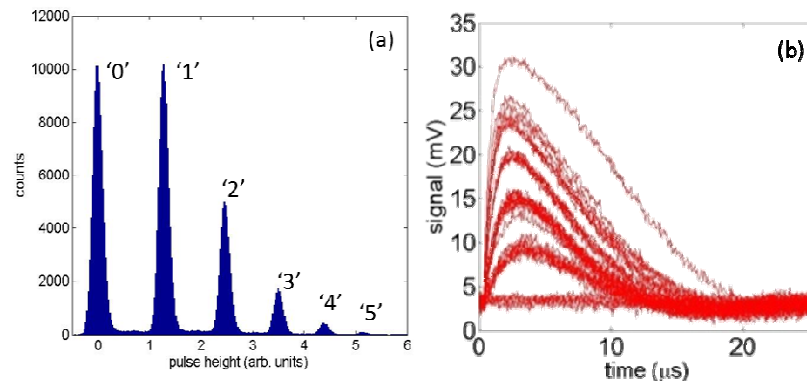 12000
(a)
'0' '1'
10000
8000
counts
6000
'2'
4000
2000
'3'
'4' '5'
0
0 1 2 3 4 5 6
pulse height (arb. units)
35
(b)
30
25
signal (mV)
20
15
10
5
0
0 10 20
time (μs)